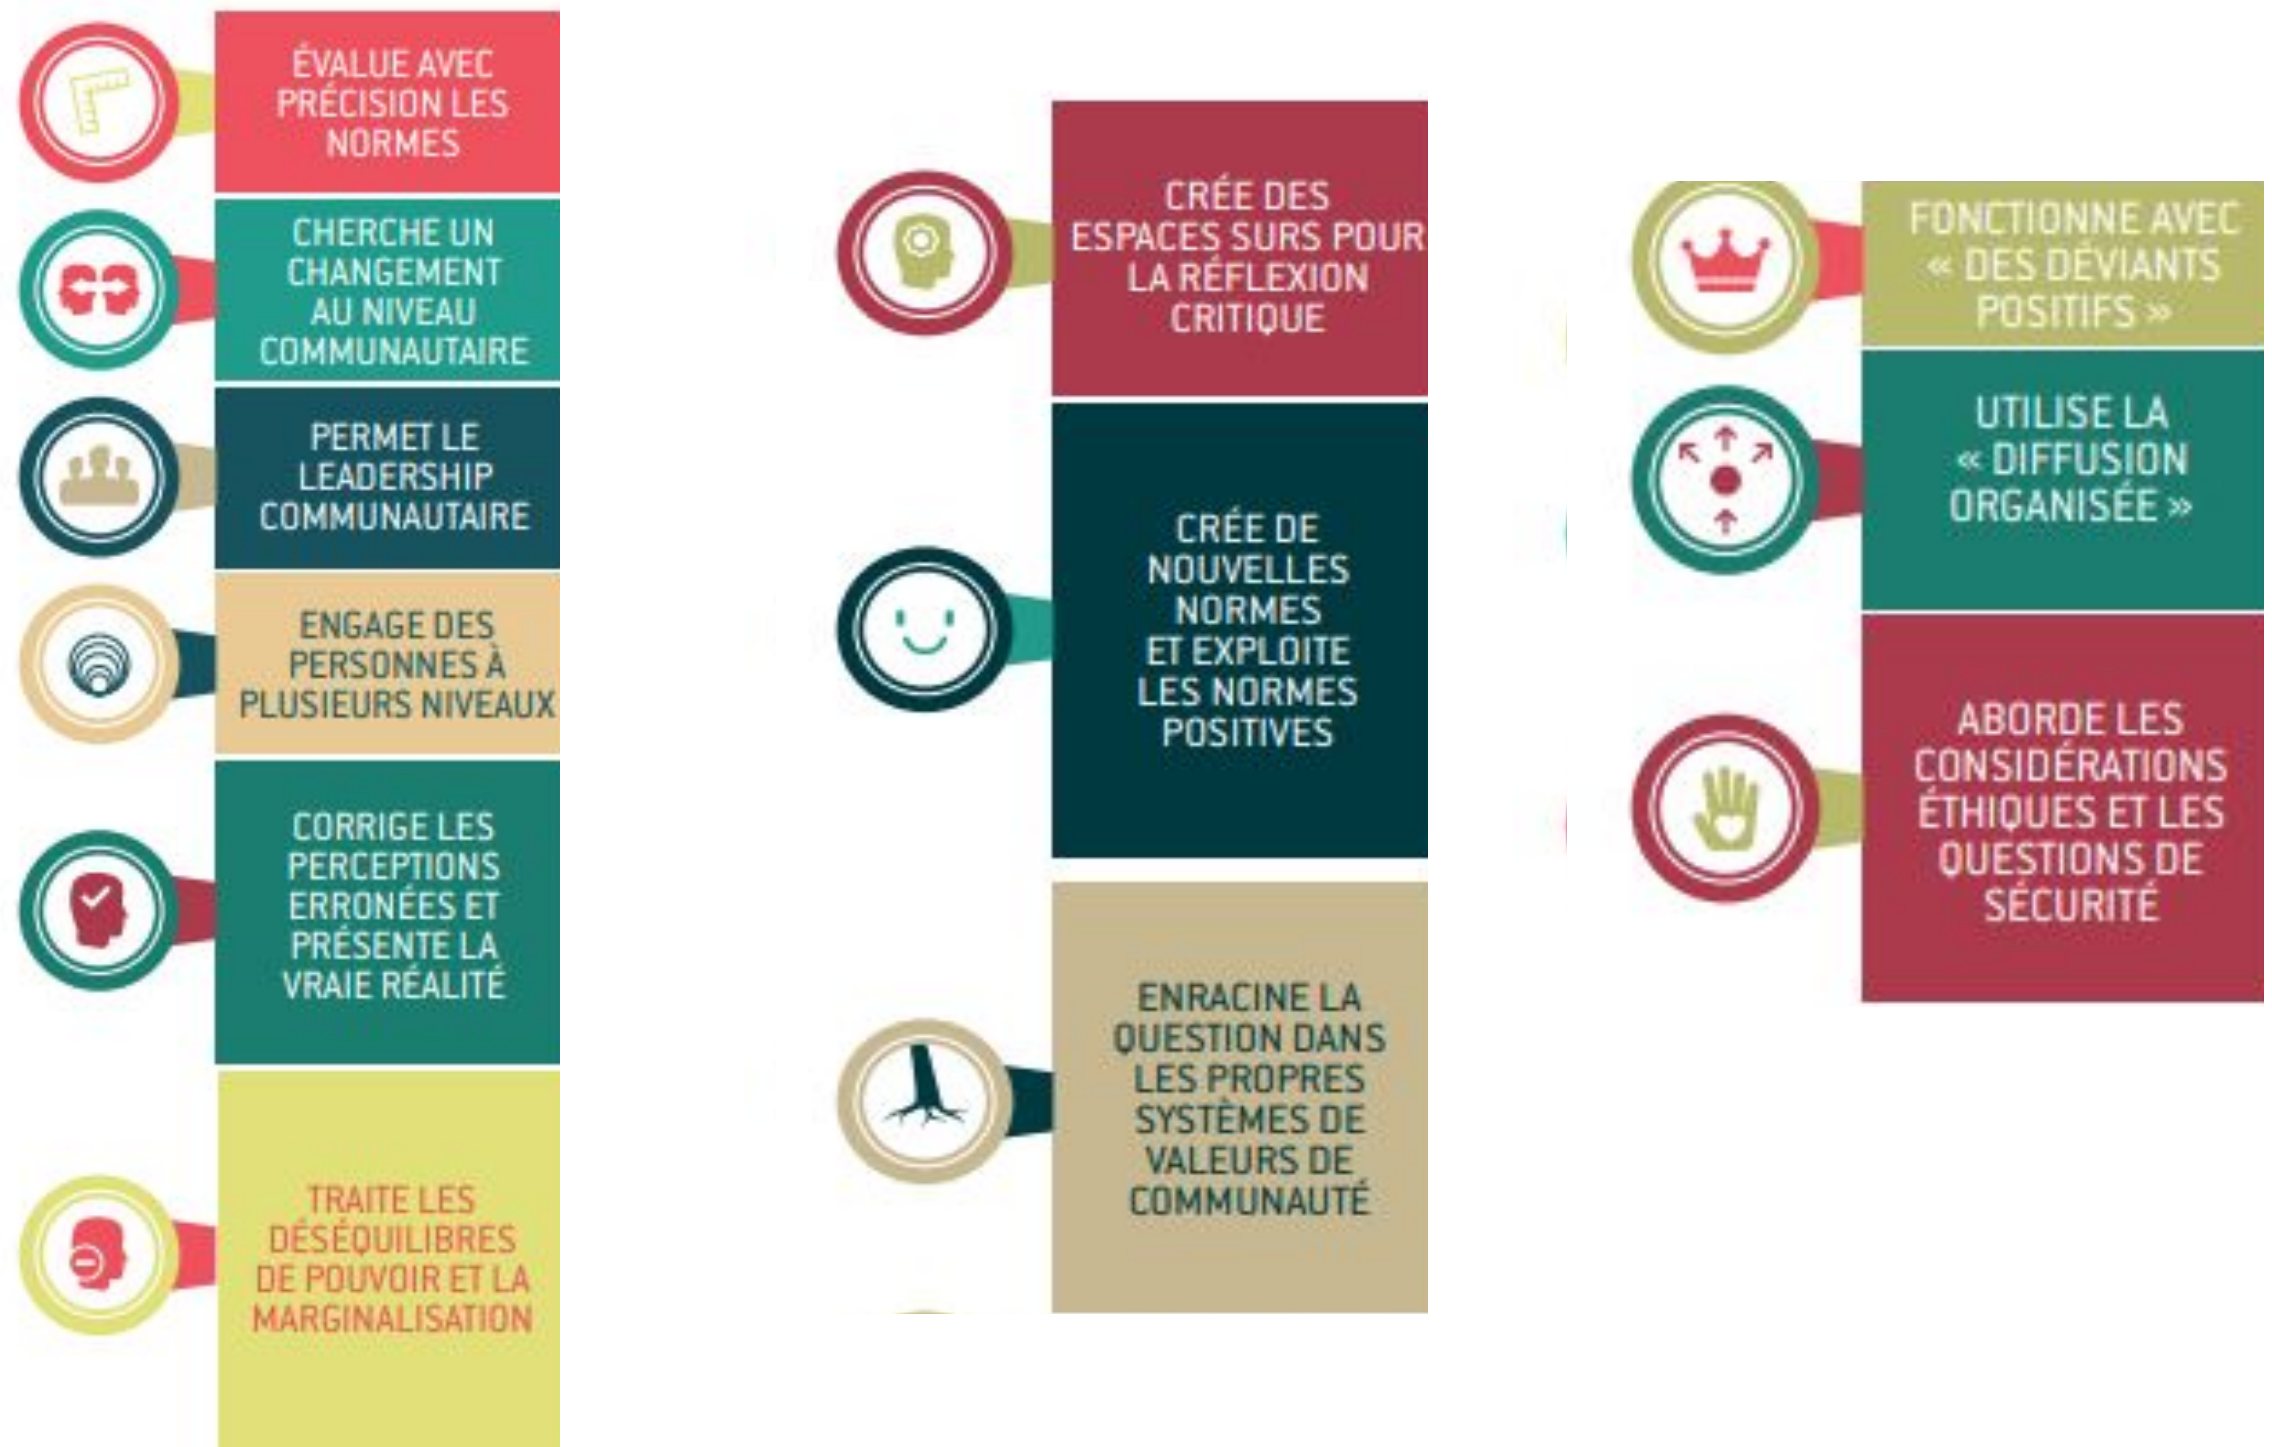 ÉVALUE AVEC
PRÉCISION LES
NORMES
CHERCHE UN
CHANGEMENT
AU NIVEAU
COMMUNAUTAIRE
PERMET LE
LEADERSHIP
COMMUNAUTAIRE
ENGAGE DES
PERSONNES À
PLUSIEURS NIVEAUX
CORRIGE LES
PERCEPTIONS
ERRONÉES ET
PRÉSENTE LA
VRAIE RÉALITÉ
TRAITE LES
DÉSÉQUILIBRES
DE POUVOIR ET LA
MARGINALISATION
CRÉE DES
ESPACES SURS POUR
LA RÉFLEXION
CRITIQUE
CRÉE DE
NOUVELLES
NORMES
ET EXPLOITE
LES NORMES
POSITIVES
ENRACINE LA
QUESTION DANS
LES PROPRES
SYSTÈMES DE
VALEURS DE
COMMUNAUTÉ
FONCTIONNE AVEC
« DES DÉVIANTS
POSITIFS »
UTILISE LA
« DIFFUSION
ORGANISÉE »
ABORDE LES
CONSIDÉRATIONS
ÉTHIQUES ET LES
QUESTIONS DE
SÉCURITÉ